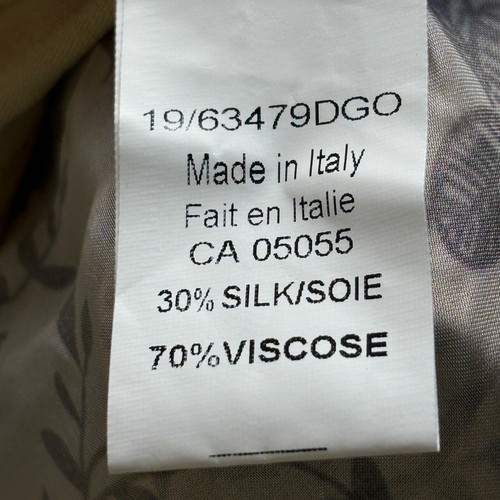 19/63479DGO
Made in Italy
Fait en Italie
CA 05055
30% SILK/SOIE
70%VISCOSE